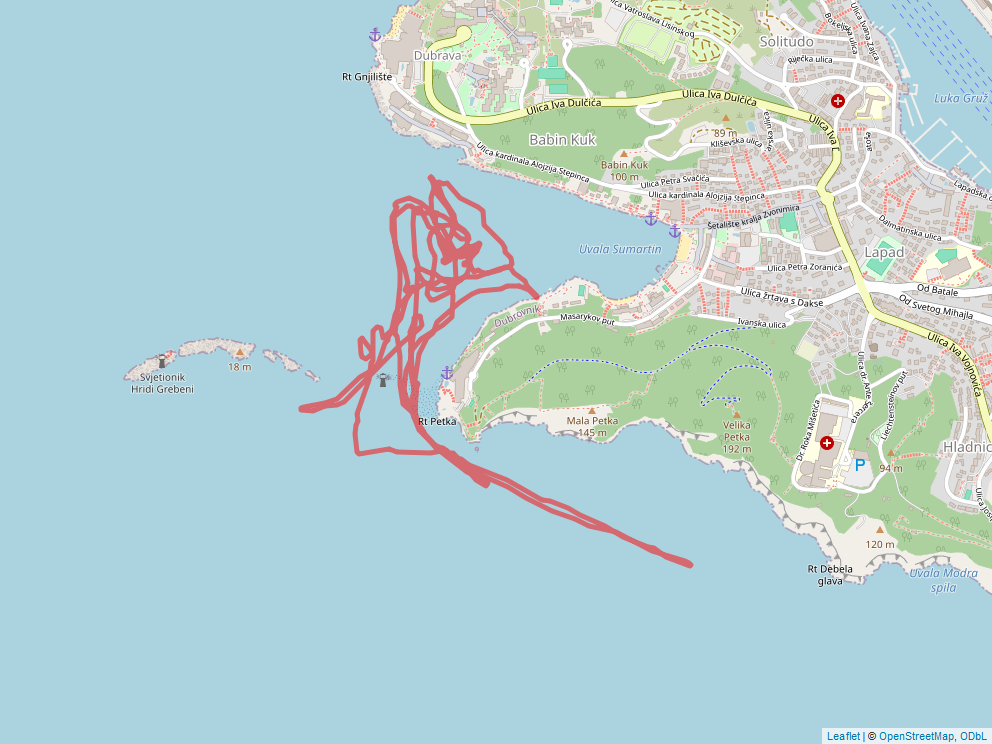 Ulica Vatroslava Lisinskog
Bokeljska ulica
Ulica Ivana Zajca
Solitudo
Dubrava
Rječka ulica
Rt Gnjilište
Luka Gruž
Ulica Iva Dulčića
Ulica Iva Dulčića
89 m
Babin Kuk
Kliševska ulica
Ulica kardinala Alojzija Stepinca
Babin Kuk
100 m
Ulica Petra Svačića
Ulica kardinala Alojzija Stepinca
Lapadska o
Šetalište kralja Zvonimira
Dalmatinska ulica
Uvala Sumartin
Lapad
Ulica Petra Zoranića
Od Batale
Ulica žrtava s Dakse
Od Svetog Mihajla
Dubrovnik
Masarykov put
Ivanska ulica
Ulica Iva Vojnovića
18 m
Svjetionik
Hridi Grebeni
Rt Petka
Mala Petka
145 m
Velika
Petka
192 m
Dr. Roka Mišetića
Ulica dr. Ante Šercera
Liechtensteinov put
P
94 m
Hladnic
Ulica Josi
120 m
Rt Debela
glava
Uvala Modra
spila
Leaflet | © OpenStreetMap, ODbL